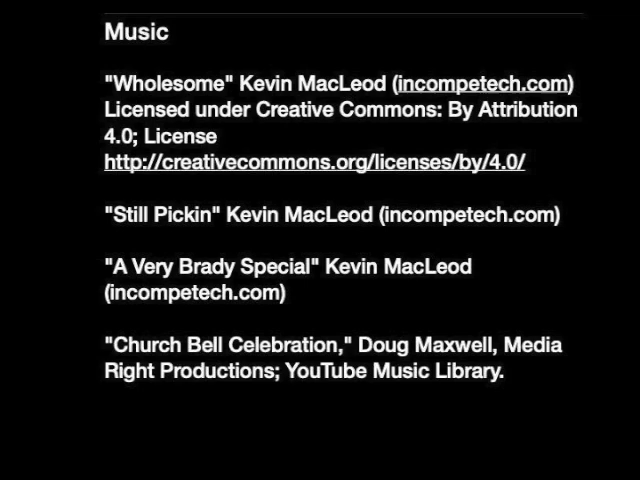 Music
"Wholesome" Kevin MacLeod (incompetech.com)
Licensed under Creative Commons: By Attribution
4.0; License
http://creativecommons.org/licenses/by/4.0/
"Still Pickin" Kevin MacLeod (incompetech.com)
"A Very Brady Special" Kevin MacLeod
(incompetech.com)
"Church Bell Celebration," Doug Maxwell, Media
Right Productions; YouTube Music Library.